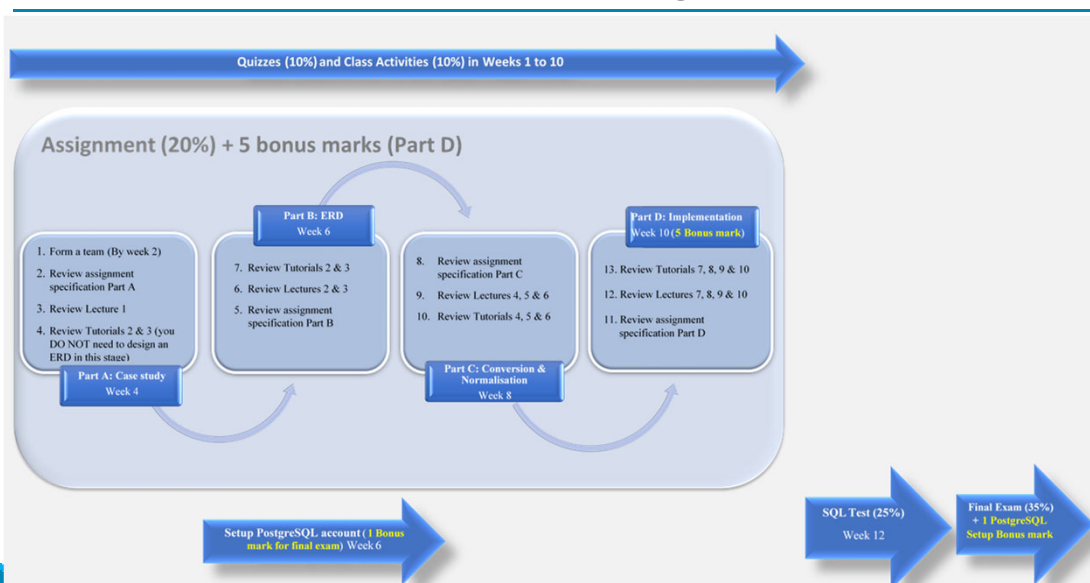 Quizzes (10%) and Class Activities (10%) in Weeks 1 to 10
Assignment (20%) + 5 bonus marks (Part D)
1. Form a team (By week 2)
2. Review assignment
specification Part A
3. Review Lecture 1
4. Review Tutorials 2 & 3 (you
DO NOT need to design an
ERD in this stage)
Part A: Case study
Week 4
Part B: ERD
Week 6
7. Review Tutorials 2 & 3
6. Review Lectures 2 & 3
5. Review assignment
specification Part B
8. Review assignment
specification Part C
9. Review Lectures 4, 5 & 6
10. Review Tutorials 4, 5 & 6
Part C: Conversion &
Normalisation
Week 8
Part D: Implementation
Week 10 (5 Bonus mark)
13. Review Tutorials 7, 8, 9 & 10
12. Review Lectures 7, 8, 9 & 10
11. Review assignment
specification Part D
Setup PostgreSQL account (1 Bonus
mark for final exam) Week 6
SQL Test (25%)
Week 12
Final Exam (35%)
+ 1 PostgreSQL
Setup Bonus mark